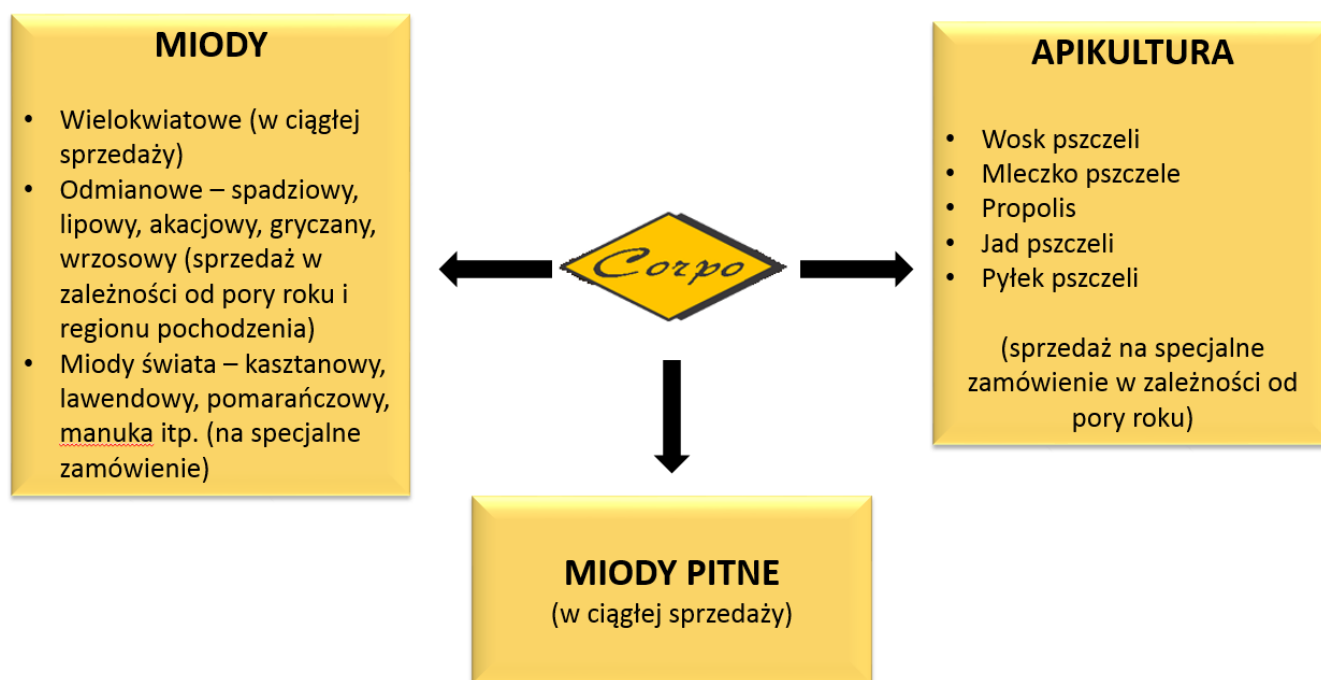 MIODY
• Wielokwiatowe (w ciągłej
sprzedaży)
• Odmianowe – spadziowy,
lipowy, akacjowy, gryczany,
wrzosowy (sprzedaż w
zależności od pory roku i
regionu pochodzenia)
• Miody świata – kasztanowy,
lawendowy, pomarańczowy,
manuka itp. (na specjalne
zamówienie)
Corpo
APIKULTURA
• Wosk pszczeli
• Mleczko pszczele
• Propolis
• Jad pszczeli
• Pyłek pszczeli
(sprzedaż na specjalne
zamówienie w zależności od
pory roku)
MIODY PITNE
(w ciągłej sprzedaży)